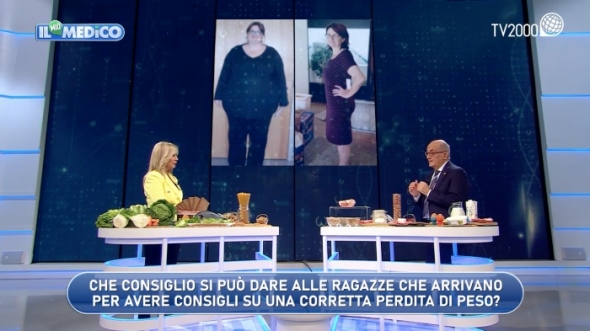 IL MIO MEDICO
TV2000
CHE CONSIGLIO SI PUÒ DARE ALLE RAGAZZE CHE ARRIVANO
PER AVERE CONSIGLI SU UNA CORRETTA PERDITA DI PESO?